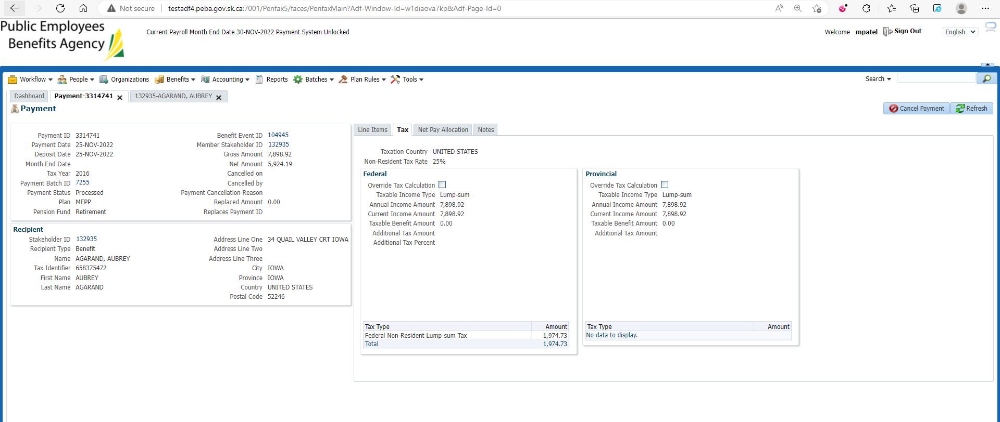 Not secure
testadf4.peba.gov.sk.ca:7001/Penfax5/faces/PenfaxMain?Adf-Window-Id=w1diaova7kp&Adf-Page-Id=0
Public Employees
Benefits Agency
Current Payroll Month End Date 30-NOV-2022 Payment System Unlocked
Welcome mpatel Sign Out English
Workflow People Organizations Benefits Accounting Reports Batches Plan Rules Tools Search
Dashboard Payment-3314741 132935-AGARAND, AUBREY
Payment
Cancel Payment Refresh
Payment ID 3314741
Payment Date 25-NOV-2022
Deposit Date 25-NOV-2022
Month End Date
Tax Year 2016
Payment Batch ID 7255
Payment Status Processed
Plan MEPP
Pension Fund Retirement
Benefit Event ID 104945
Member Stakeholder ID 132935
Gross Amount 7,898.92
Net Amount 5,924.19
Cancelled on
Cancelled by
Payment Cancellation Reason
Replaced Amount 0.00
Replaces Payment ID
Recipient
Stakeholder ID 132935
Recipient Type Benefit
Name AGARAND, AUBREY
Tax Identifier 658375472
First Name AUBREY
Last Name AGARAND
Address Line One 34 QUAIL VALLEY CRT IOWA
Address Line Two
Address Line Three
City IOWA
Province IOWA
Country UNITED STATES
Postal Code 52246
Line Items Tax Net Pay Allocation Notes
Taxation Country UNITED STATES
Non-Resident Tax Rate 25%
Federal
Override Tax Calculation
Taxable Income Type Lump-sum
Annual Income Amount 7,898.92
Current Income Amount 7,898.92
Taxable Benefit Amount 0.00
Additional Tax Amount
Additional Tax Percent
Tax Type Amount
Federal Non-Resident Lump-sum Tax 1,974.73
Total 1,974.73
Provincial
Override Tax Calculation
Taxable Income Type Lump-sum
Annual Income Amount 7,898.92
Current Income Amount 7,898.92
Taxable Benefit Amount 0.00
Additional Tax Amount
Tax Type Amount
No data to display.